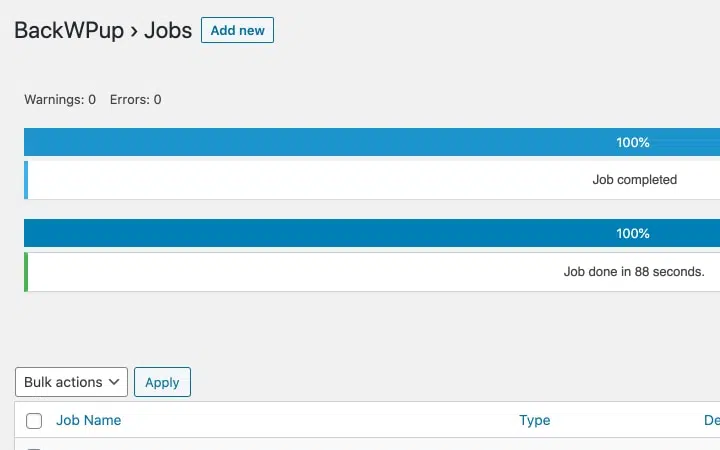 BackWPup › Jobs Add new
Warnings: 0 Errors: 0
100%
Job completed
100%
Job done in 88 seconds.
Bulk actions Apply
Job Name Type